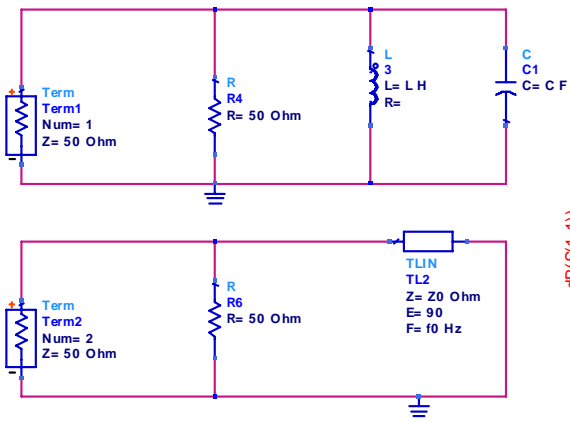 Term
Term1
Num= 1
Z= 50 Ohm
R
R4
R= 50 Ohm
L
3
L= L H
R=
C
C1
C= C F
Term
Term2
Num= 2
Z= 50 Ohm
R
R6
R= 50 Ohm
TLIN
TL2
Z= Z0 Ohm
E= 90
F= f0 Hz